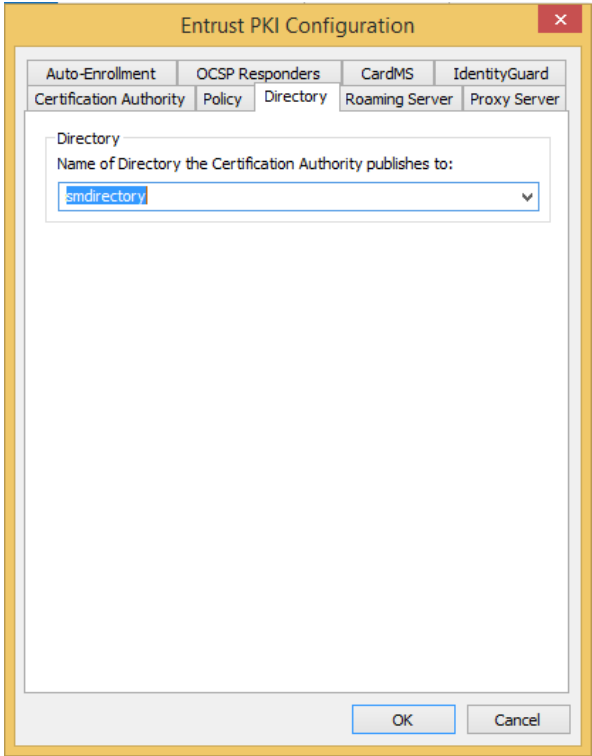 Entrust PKI Configuration
Auto-Enrollment OCSP Responders CardMS IdentityGuard
Certification Authority Policy Directory Roaming Server Proxy Server
Directory
Name of Directory the Certification Authority publishes to:
smdirectory
OK Cancel